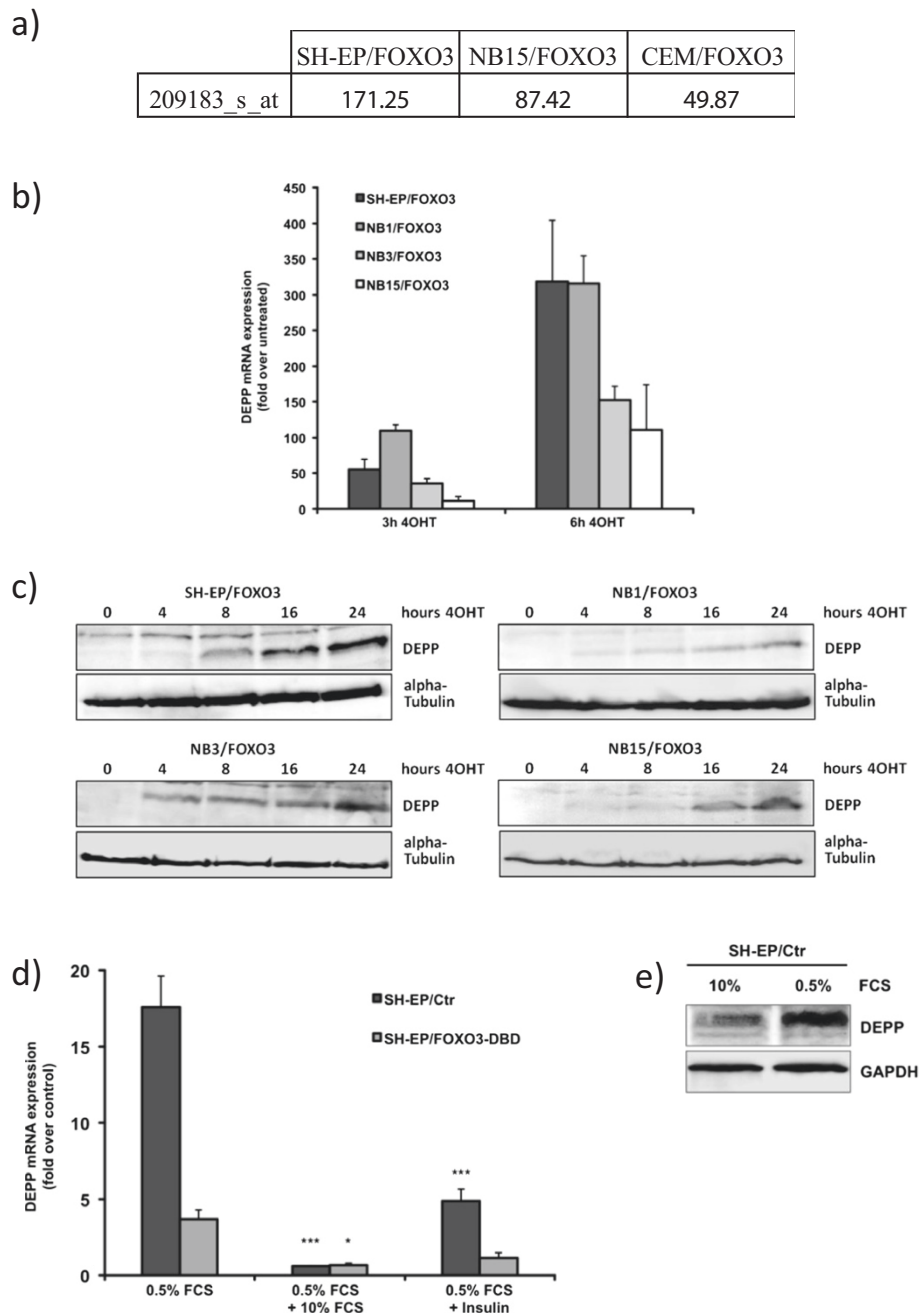 a)
SH-EP/FOXO3 NB15/FOXO3 CEM/FOXO3
209183_s_at 171.25 87.42 49.87
b)
DEPP mRNA expression
(fold over untreated)
450
400
350
300
250
200
150
100
50
0
SH-EP/FOXO3
NB1/FOXO3
NB3/FOXO3
NB15/FOXO3
3h 4OHT 6h 4OHT
c)
SH-EP/FOXO3
0 4 8 16 24 hours 4OHT
DEPP
alpha-
Tubulin
NB1/FOXO3
0 4 8 16 24 hours 4OHT
DEPP
alpha-
Tubulin
NB3/FOXO3
0 4 8 16 24 hours 4OHT
DEPP
alpha-
Tubulin
NB15/FOXO3
0 4 8 16 24 hours 4OHT
DEPP
alpha-
Tubulin
d)
DEPP mRNA expression
(fold over control)
20
15
10
5
0
SH-EP/Ctr
SH-EP/FOXO3-DBD
*** * ***
0.5% FCS 0.5% FCS 0.5% FCS
+ 10% FCS + Insulin
e)
SH-EP/Ctr
10% 0.5% FCS
DEPP
GAPDH